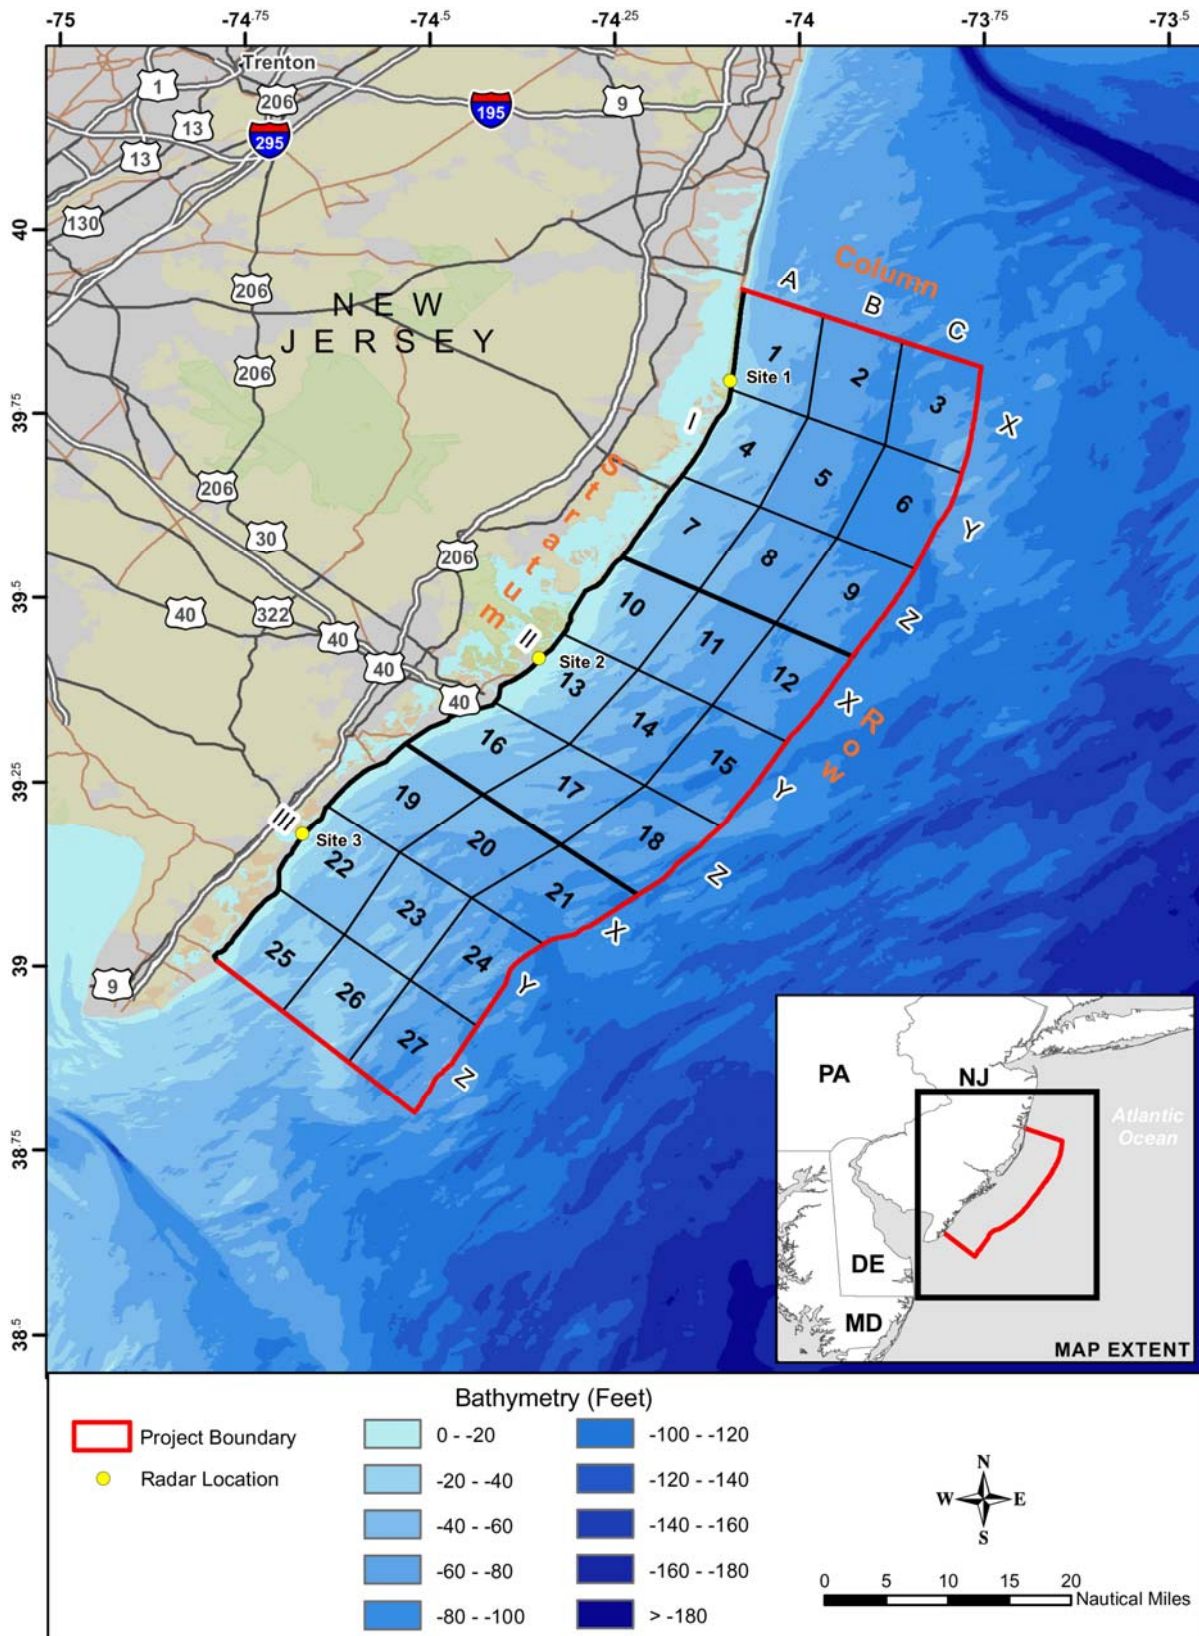 -75 -74.75 -74.5 -74.25 -74 -73.75 -73.5
Trenton
1
206
9
195
13
295
13
130
40
206
NEW
JERSEY
Column
A
B
C
1
2
3
Site 1
206
39.75
I
X
4
5
6
Stratum
206
Y
30
206
7
8
9
39.5
40
322
40
10
11
12
Z
II
Site 2
40
40
13
14
15
X
Row
16
17
18
Y
39.25
19
20
21
Z
III
Site 3
22
23
24
X
39
25
26
27
Y
9
Z
38.75
38.5
PA
NJ
Atlantic
Ocean
DE
MD
MAP EXTENT
Bathymetry (Feet)
Project Boundary
Radar Location
0 - -20
-20 - -40
-40 - -60
-60 - -80
-80 - -100
-100 - -120
-120 - -140
-140 - -160
-160 - -180
> -180
N
W E
S
0 5 10 15 20
Nautical Miles